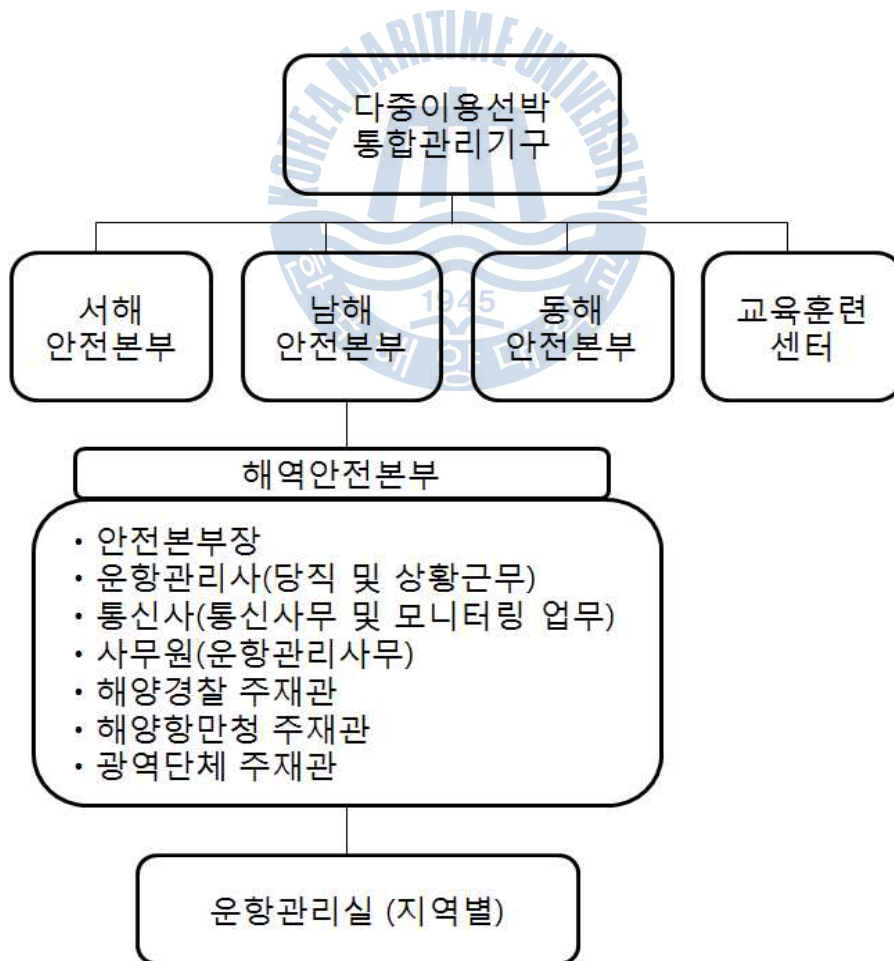 KOREA MARITIME UNIVERSITY
다중이용선박
통합관리기구
서해
안전본부
남해
안전본부
동해
안전본부
교육훈련
센터
1945
해역안전본부
• 안전본부장
• 운항관리사(당직 및 상황근무)
• 통신사(통신사무 및 모니터링 업무)
• 사무원(운항관리사무)
• 해양경찰 주재관
• 해양항만청 주재관
• 광역단체 주재관
운항관리실 (지역별)